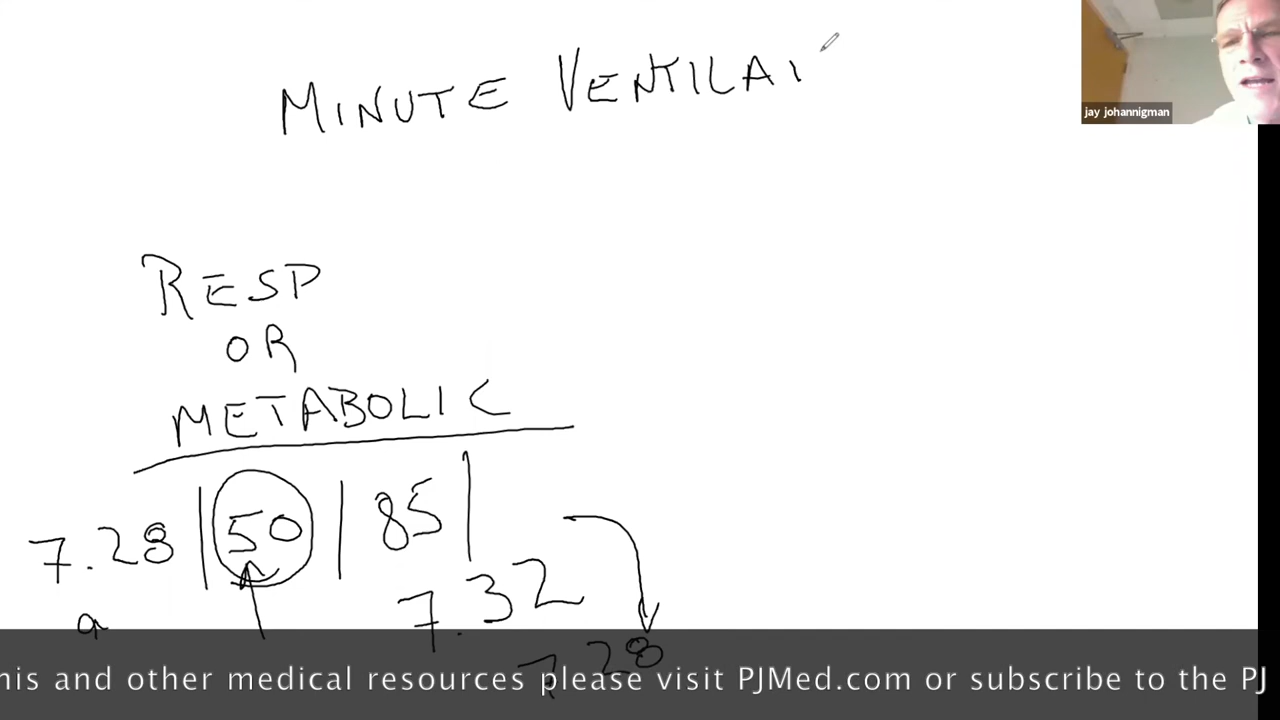 MINUTE VENTILAT
jay johannigman
RESP
OR
METABOLIC
7.28 | 50 | 85 |
7.32
a
7.28
his and other medical resources please visit PJMed.com or subscribe to the PJ